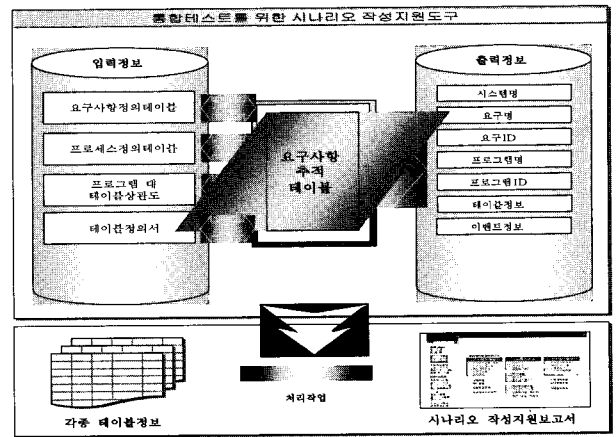 통합테스트를 위한 시나리오 작성지원도구
입력정보
요구사항정의테이블
프로세스정의테이블
프로그램 대
테이블상관도
테이블정의서
요구사항
추적
테이블
출력정보
시스템명
요구명
요구ID
프로그램명
프로그램ID
테이블정보
이벤트정보
처리작업
각종 테이블정보
시나리오 작성지원보고서